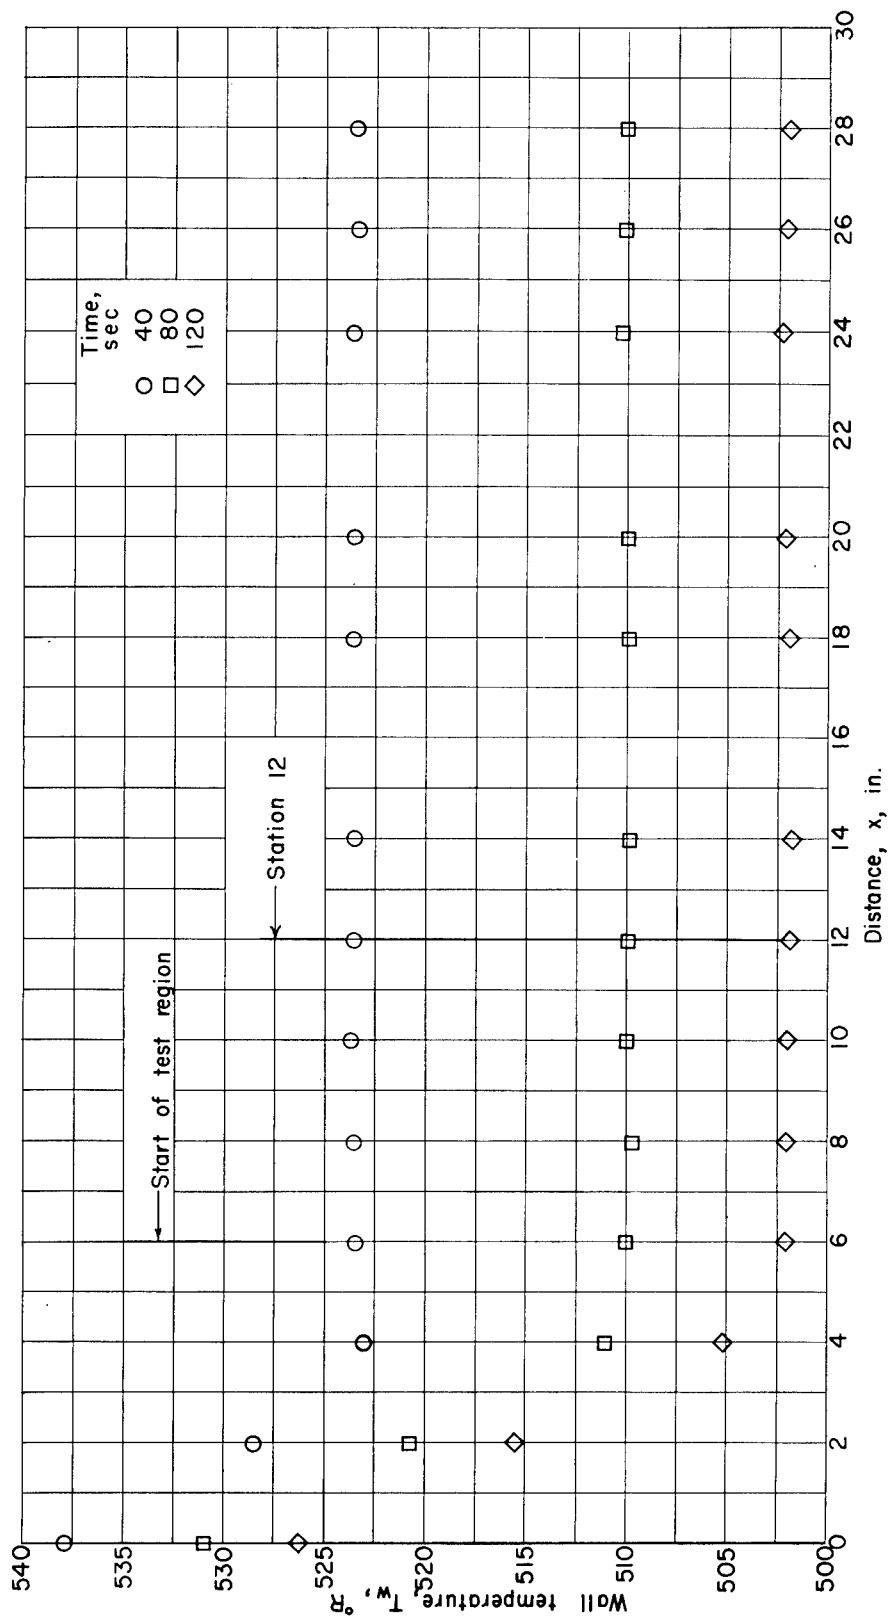 Time,
sec
○ 40
□ 80
◇ 120
Start of test region
Station 12
540
535
530
525
520
515
510
505
500
Wall temperature, T_w, °R
0 2 4 6 8 10 12 14 16 18 20 22 24 26 28 30
Distance, x, in.